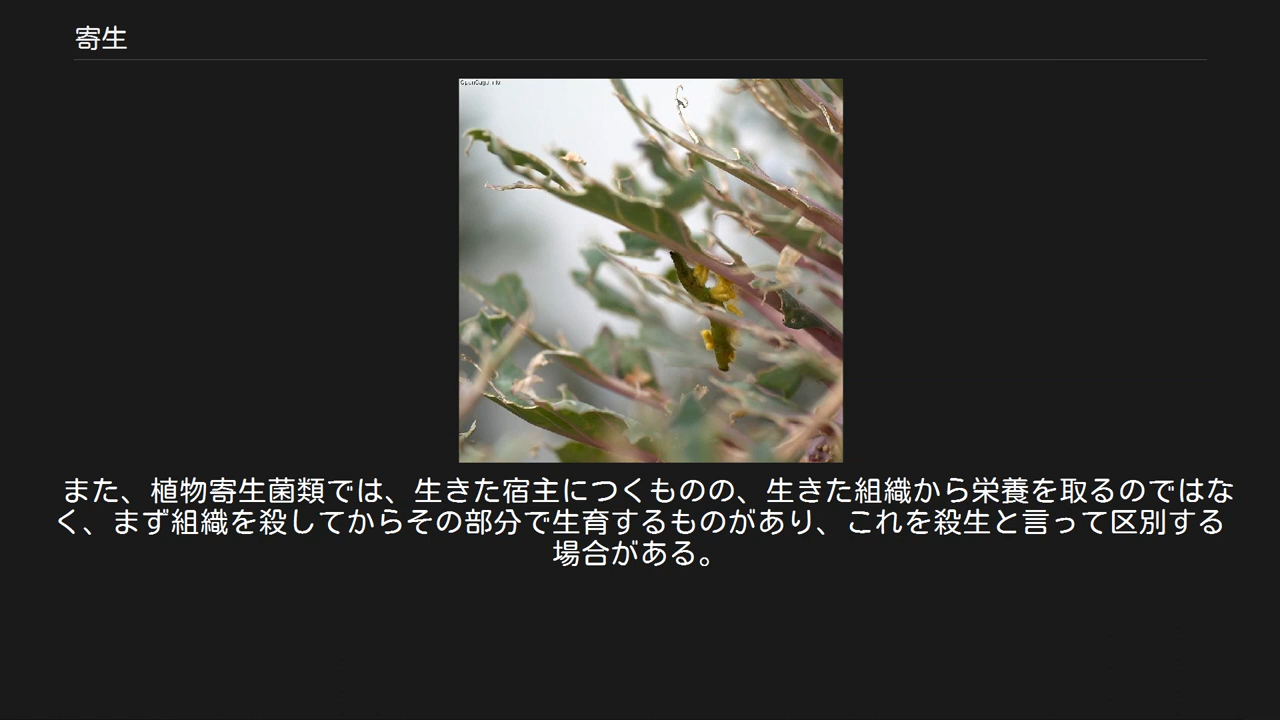 寄生
また、植物寄生菌類では、生きた宿主につくものの、生きた組織から栄養を取るのではな
く、まず組織を殺してからその部分で生育するものがあり、これを殺生と言って区別する
場合がある。